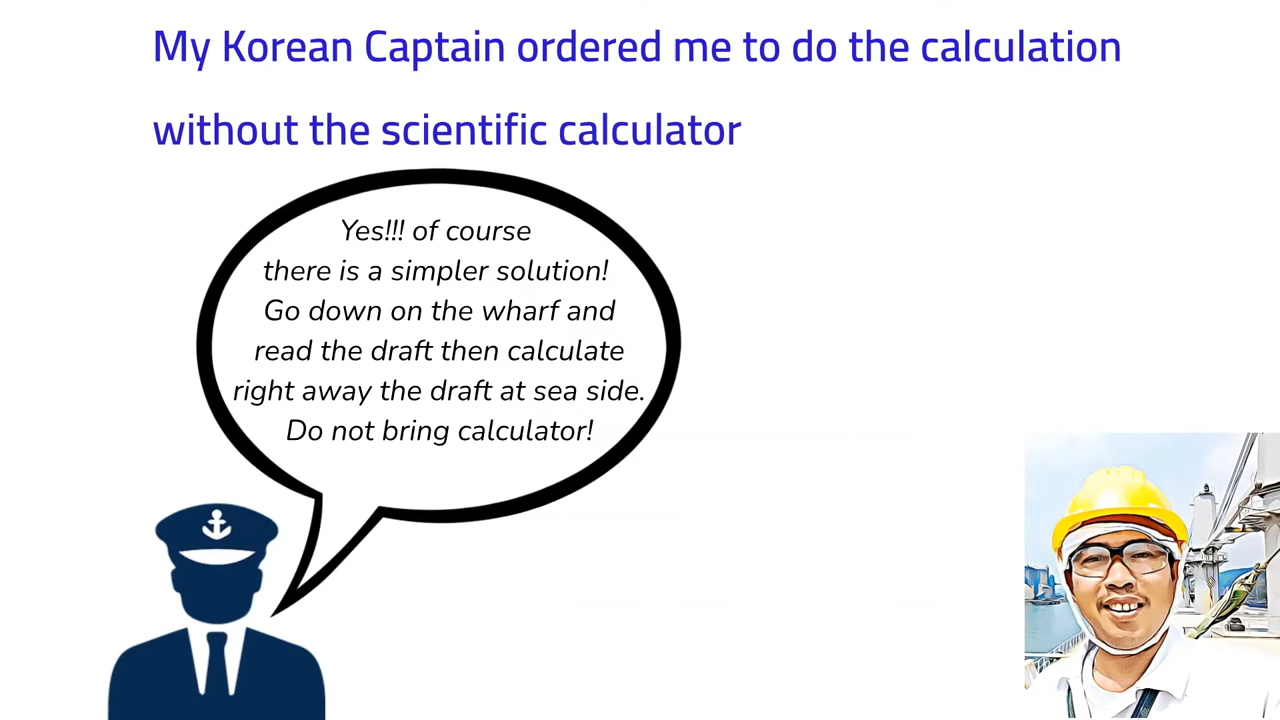 My Korean Captain ordered me to do the calculation
without the scientific calculator
Yes!!! of course
there is a simpler solution!
Go down on the wharf and
read the draft then calculate
right away the draft at sea side.
Do not bring calculator!